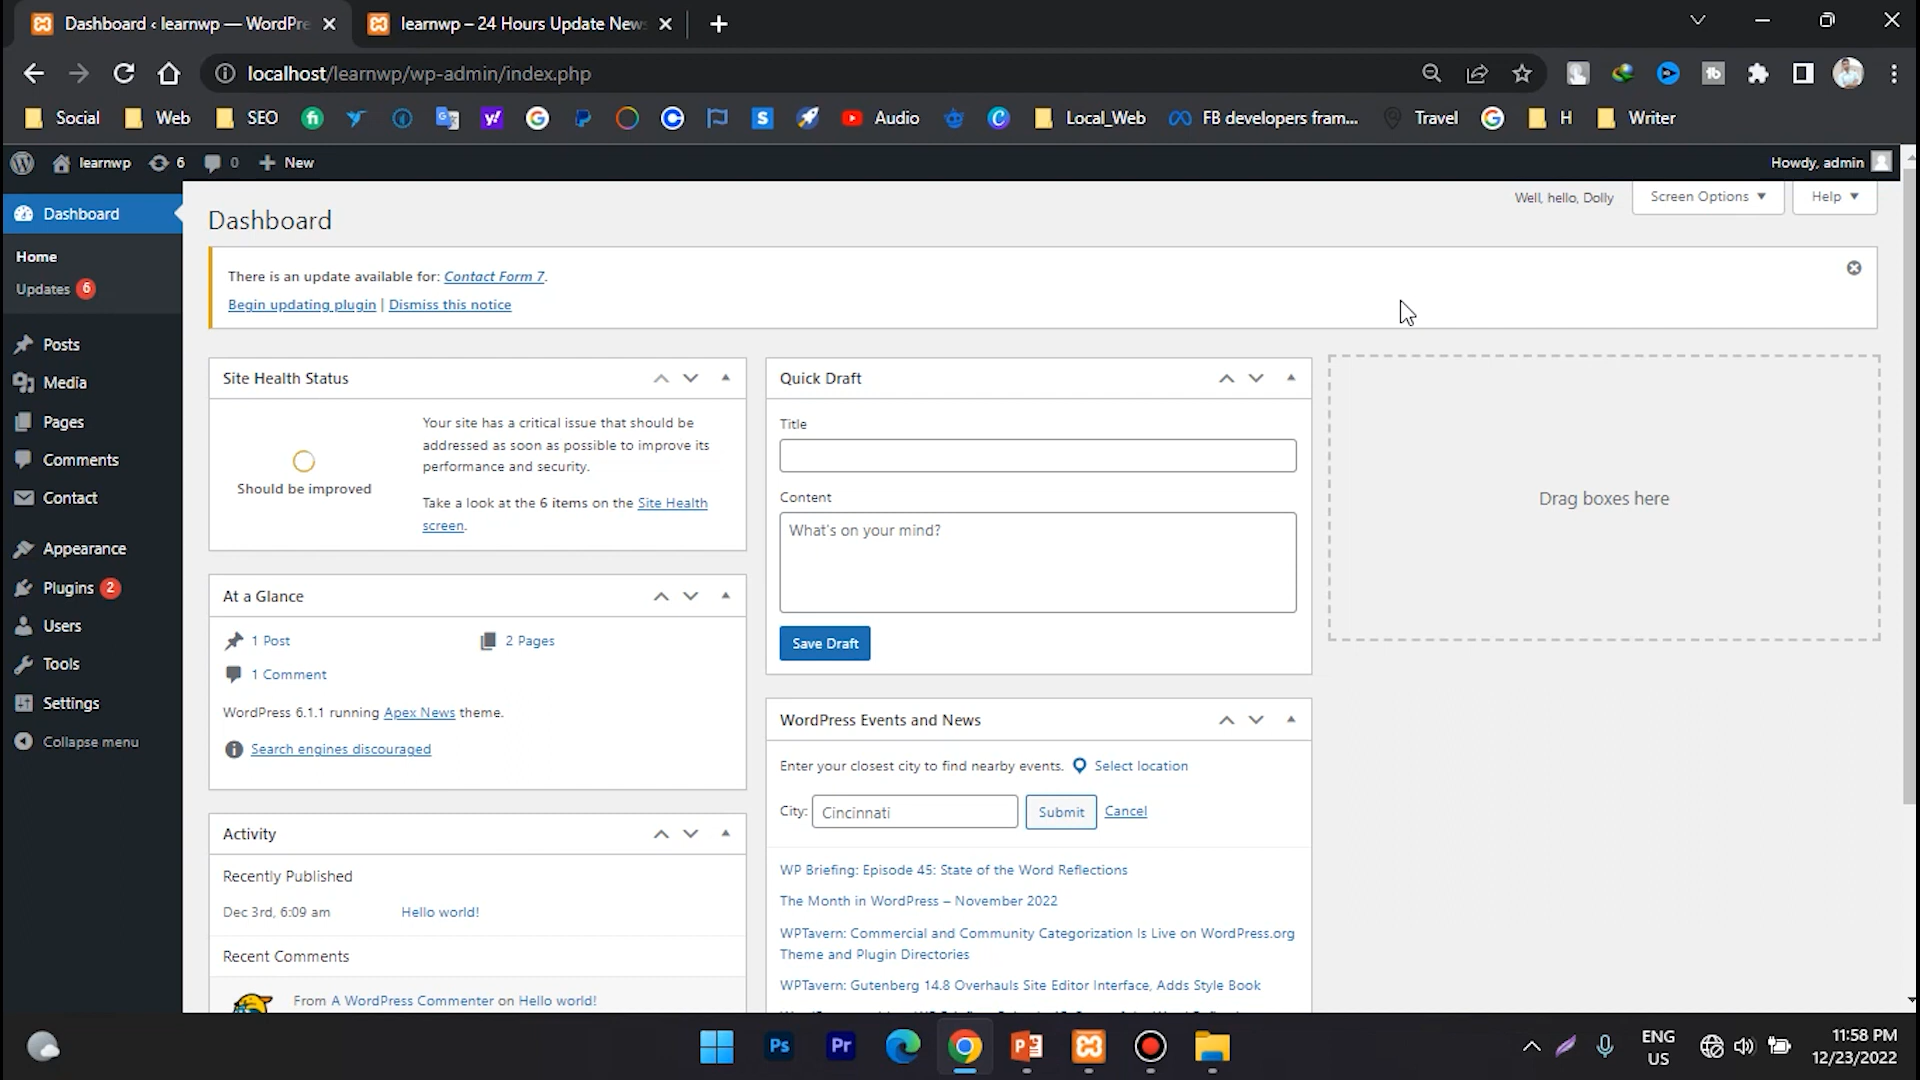 Dashboard ‹ learnwp — WordPre
learnwp – 24 Hours Update News
localhost/learnwp/wp-admin/index.php
Social
Web
SEO
Audio
Local_Web
FB developers fram...
Travel
H
Writer
learnwp
6
0
New
Howdy, admin
Dashboard
Home
Updates 6
Posts
Media
Pages
Comments
Contact
Appearance
Plugins 2
Users
Tools
Settings
Collapse menu
Well, hello, Dolly
Screen Options
Help
Dashboard
There is an update available for: Contact Form 7.
Begin updating plugin | Dismiss this notice
Site Health Status
Should be improved
Your site has a critical issue that should be
addressed as soon as possible to improve its
performance and security.
Take a look at the 6 items on the Site Health
screen.
At a Glance
1 Post
2 Pages
1 Comment
WordPress 6.1.1 running Apex News theme.
Search engines discouraged
Activity
Recently Published
Dec 3rd, 6:09 am
Hello world!
Recent Comments
From A WordPress Commenter on Hello world!
Quick Draft
Title
Content
What's on your mind?
Save Draft
WordPress Events and News
Enter your closest city to find nearby events.
Select location
City:
Cincinnati
Submit
Cancel
WP Briefing: Episode 45: State of the Word Reflections
The Month in WordPress – November 2022
WPTavern: Commercial and Community Categorization Is Live on WordPress.org
Theme and Plugin Directories
WPTavern: Gutenberg 14.8 Overhauls Site Editor Interface, Adds Style Book
Drag boxes here
Ps
Pr
ENG
US
11:58 PM
12/23/2022